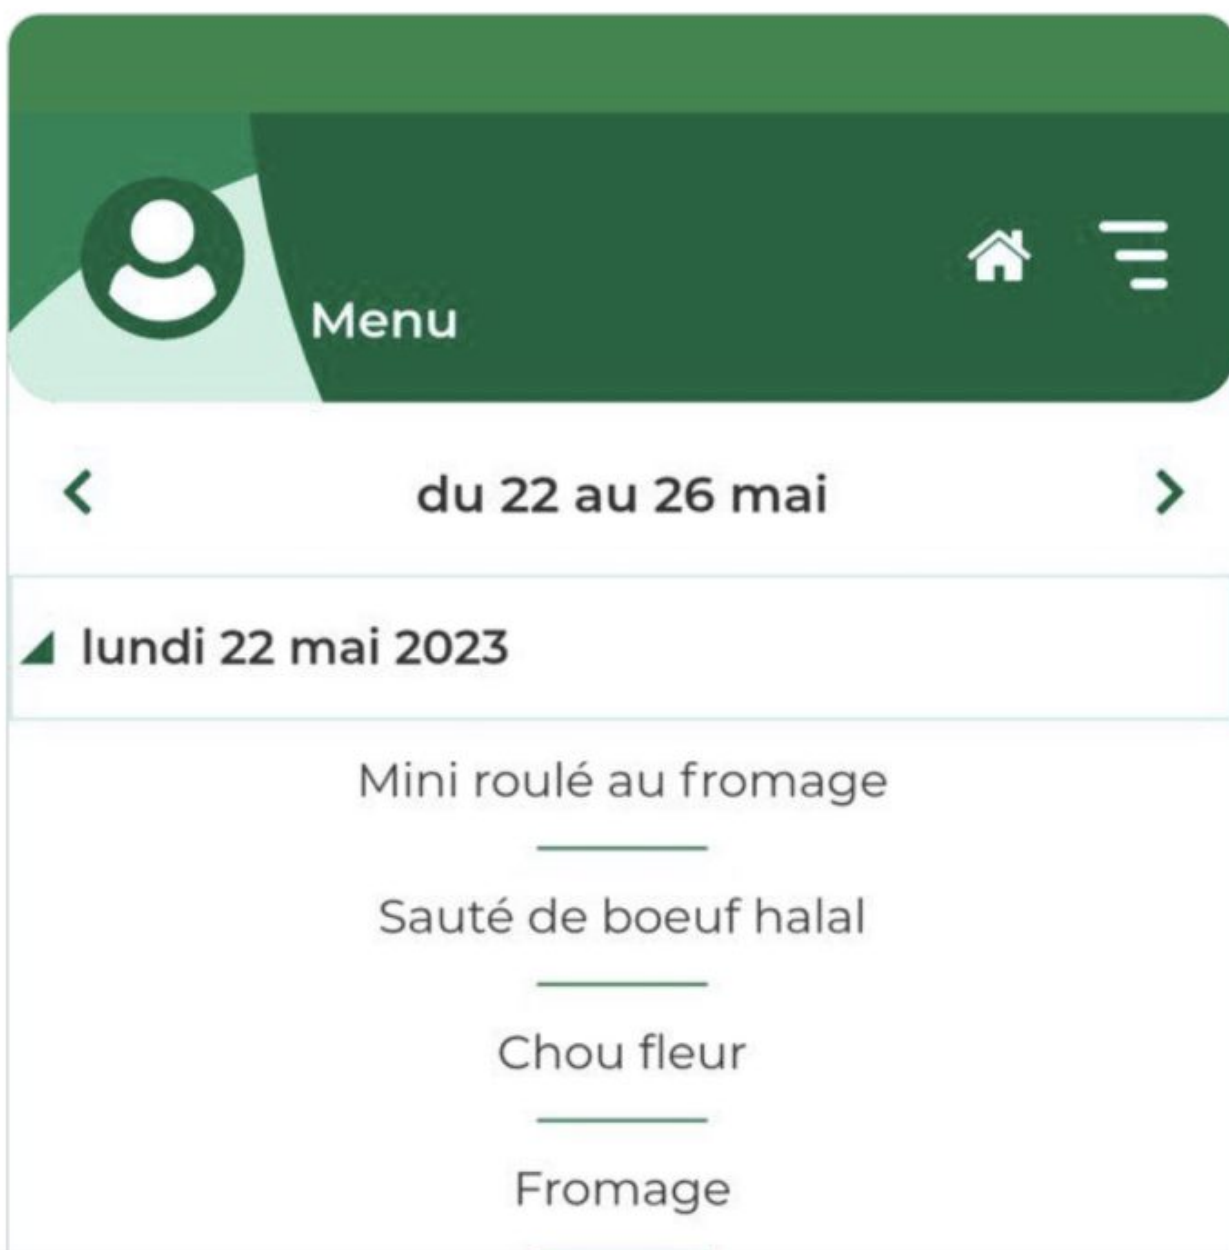 Menu
du 22 au 26 mai
lundi 22 mai 2023
Mini roulé au fromage
Sauté de boeuf halal
Chou fleur
Fromage